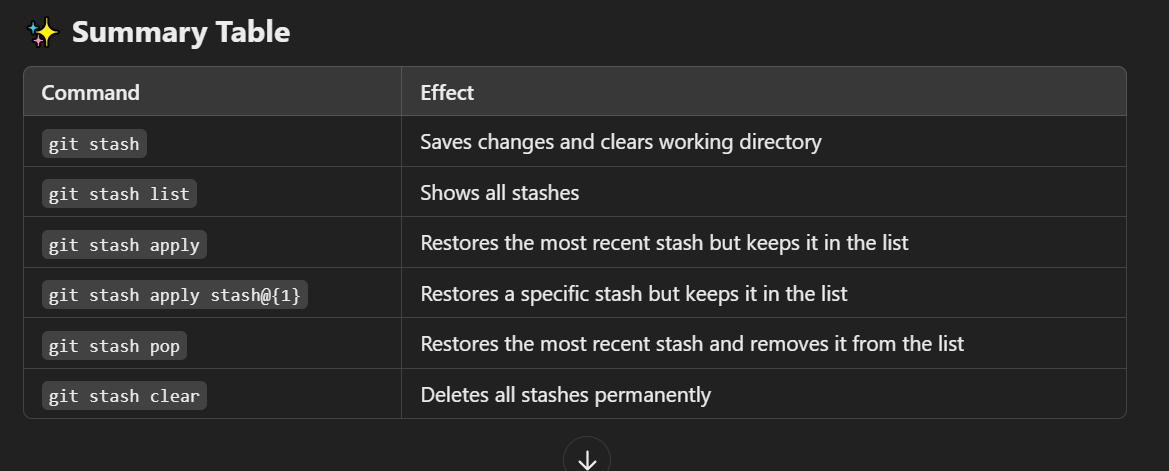 ✨ Summary Table
Command Effect
git stash Saves changes and clears working directory
git stash list Shows all stashes
git stash apply Restores the most recent stash but keeps it in the list
git stash apply stash@{1} Restores a specific stash but keeps it in the list
git stash pop Restores the most recent stash and removes it from the list
git stash clear Deletes all stashes permanently